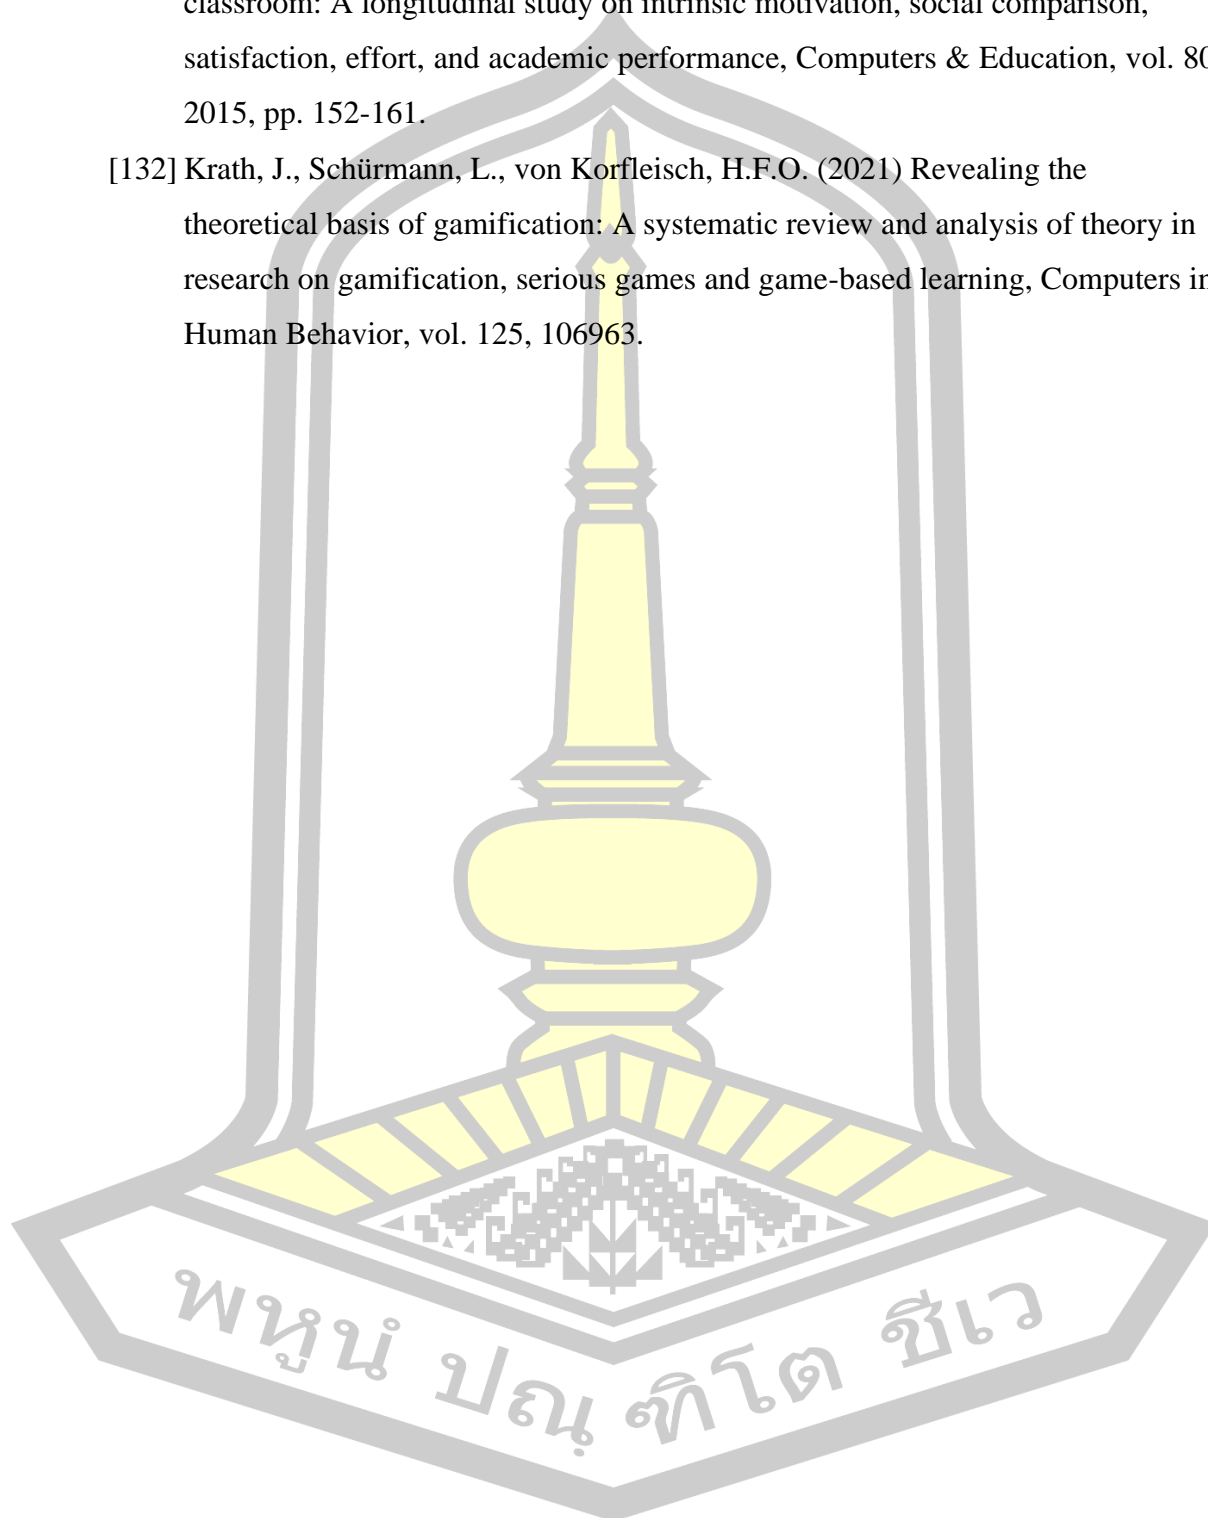 classroom: A longitudinal study on intrinsic motivation, social comparison,
satisfaction, effort, and academic performance, Computers & Education, vol. 80
2015, pp. 152-161.
[132] Krath, J., Schürmann, L., von Korfleisch, H.F.O. (2021) Revealing the
theoretical basis of gamification: A systematic review and analysis of theory in
research on gamification, serious games and game-based learning, Computers in
Human Behavior, vol. 125, 106963.
พหูนํ ปณฺฑิโต ชีเว